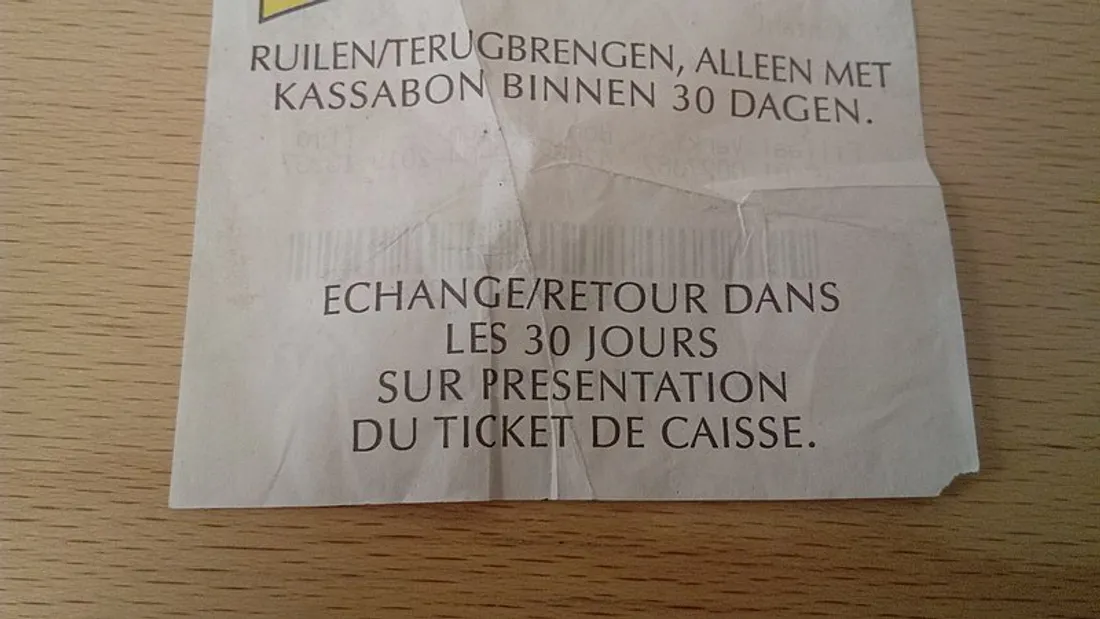 RUILEN/TERUGBRENGEN, ALLEEN MET
KASSABON BINNEN 30 DAGEN.
ECHANGE/RETOUR DANS
LES 30 JOURS
SUR PRESENTATION
DU TICKET DE CAISSE.